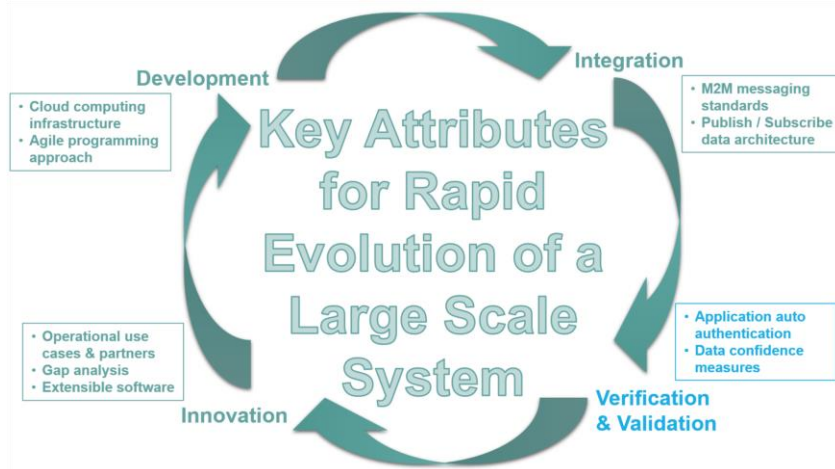 Development
• Cloud computing
infrastructure
• Agile programming
approach
Integration
• M2M messaging
standards
• Publish / Subscribe
data architecture
Key Attributes
for Rapid
Evolution of a
Large Scale
System
• Application auto
authentication
• Data confidence
measures
Verification
& Validation
• Operational use
cases & partners
• Gap analysis
• Extensible software
Innovation